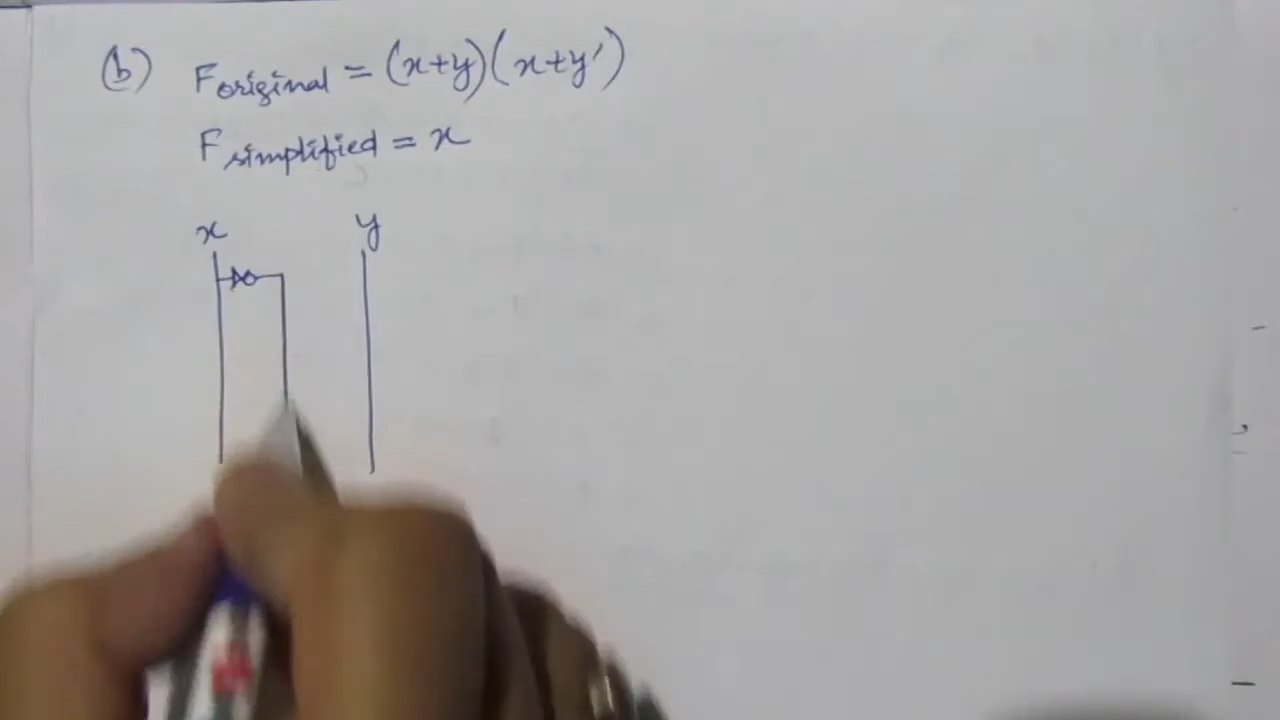 (b) Foriginal = (x+y)(x+y')
Fsimplified = x
x y